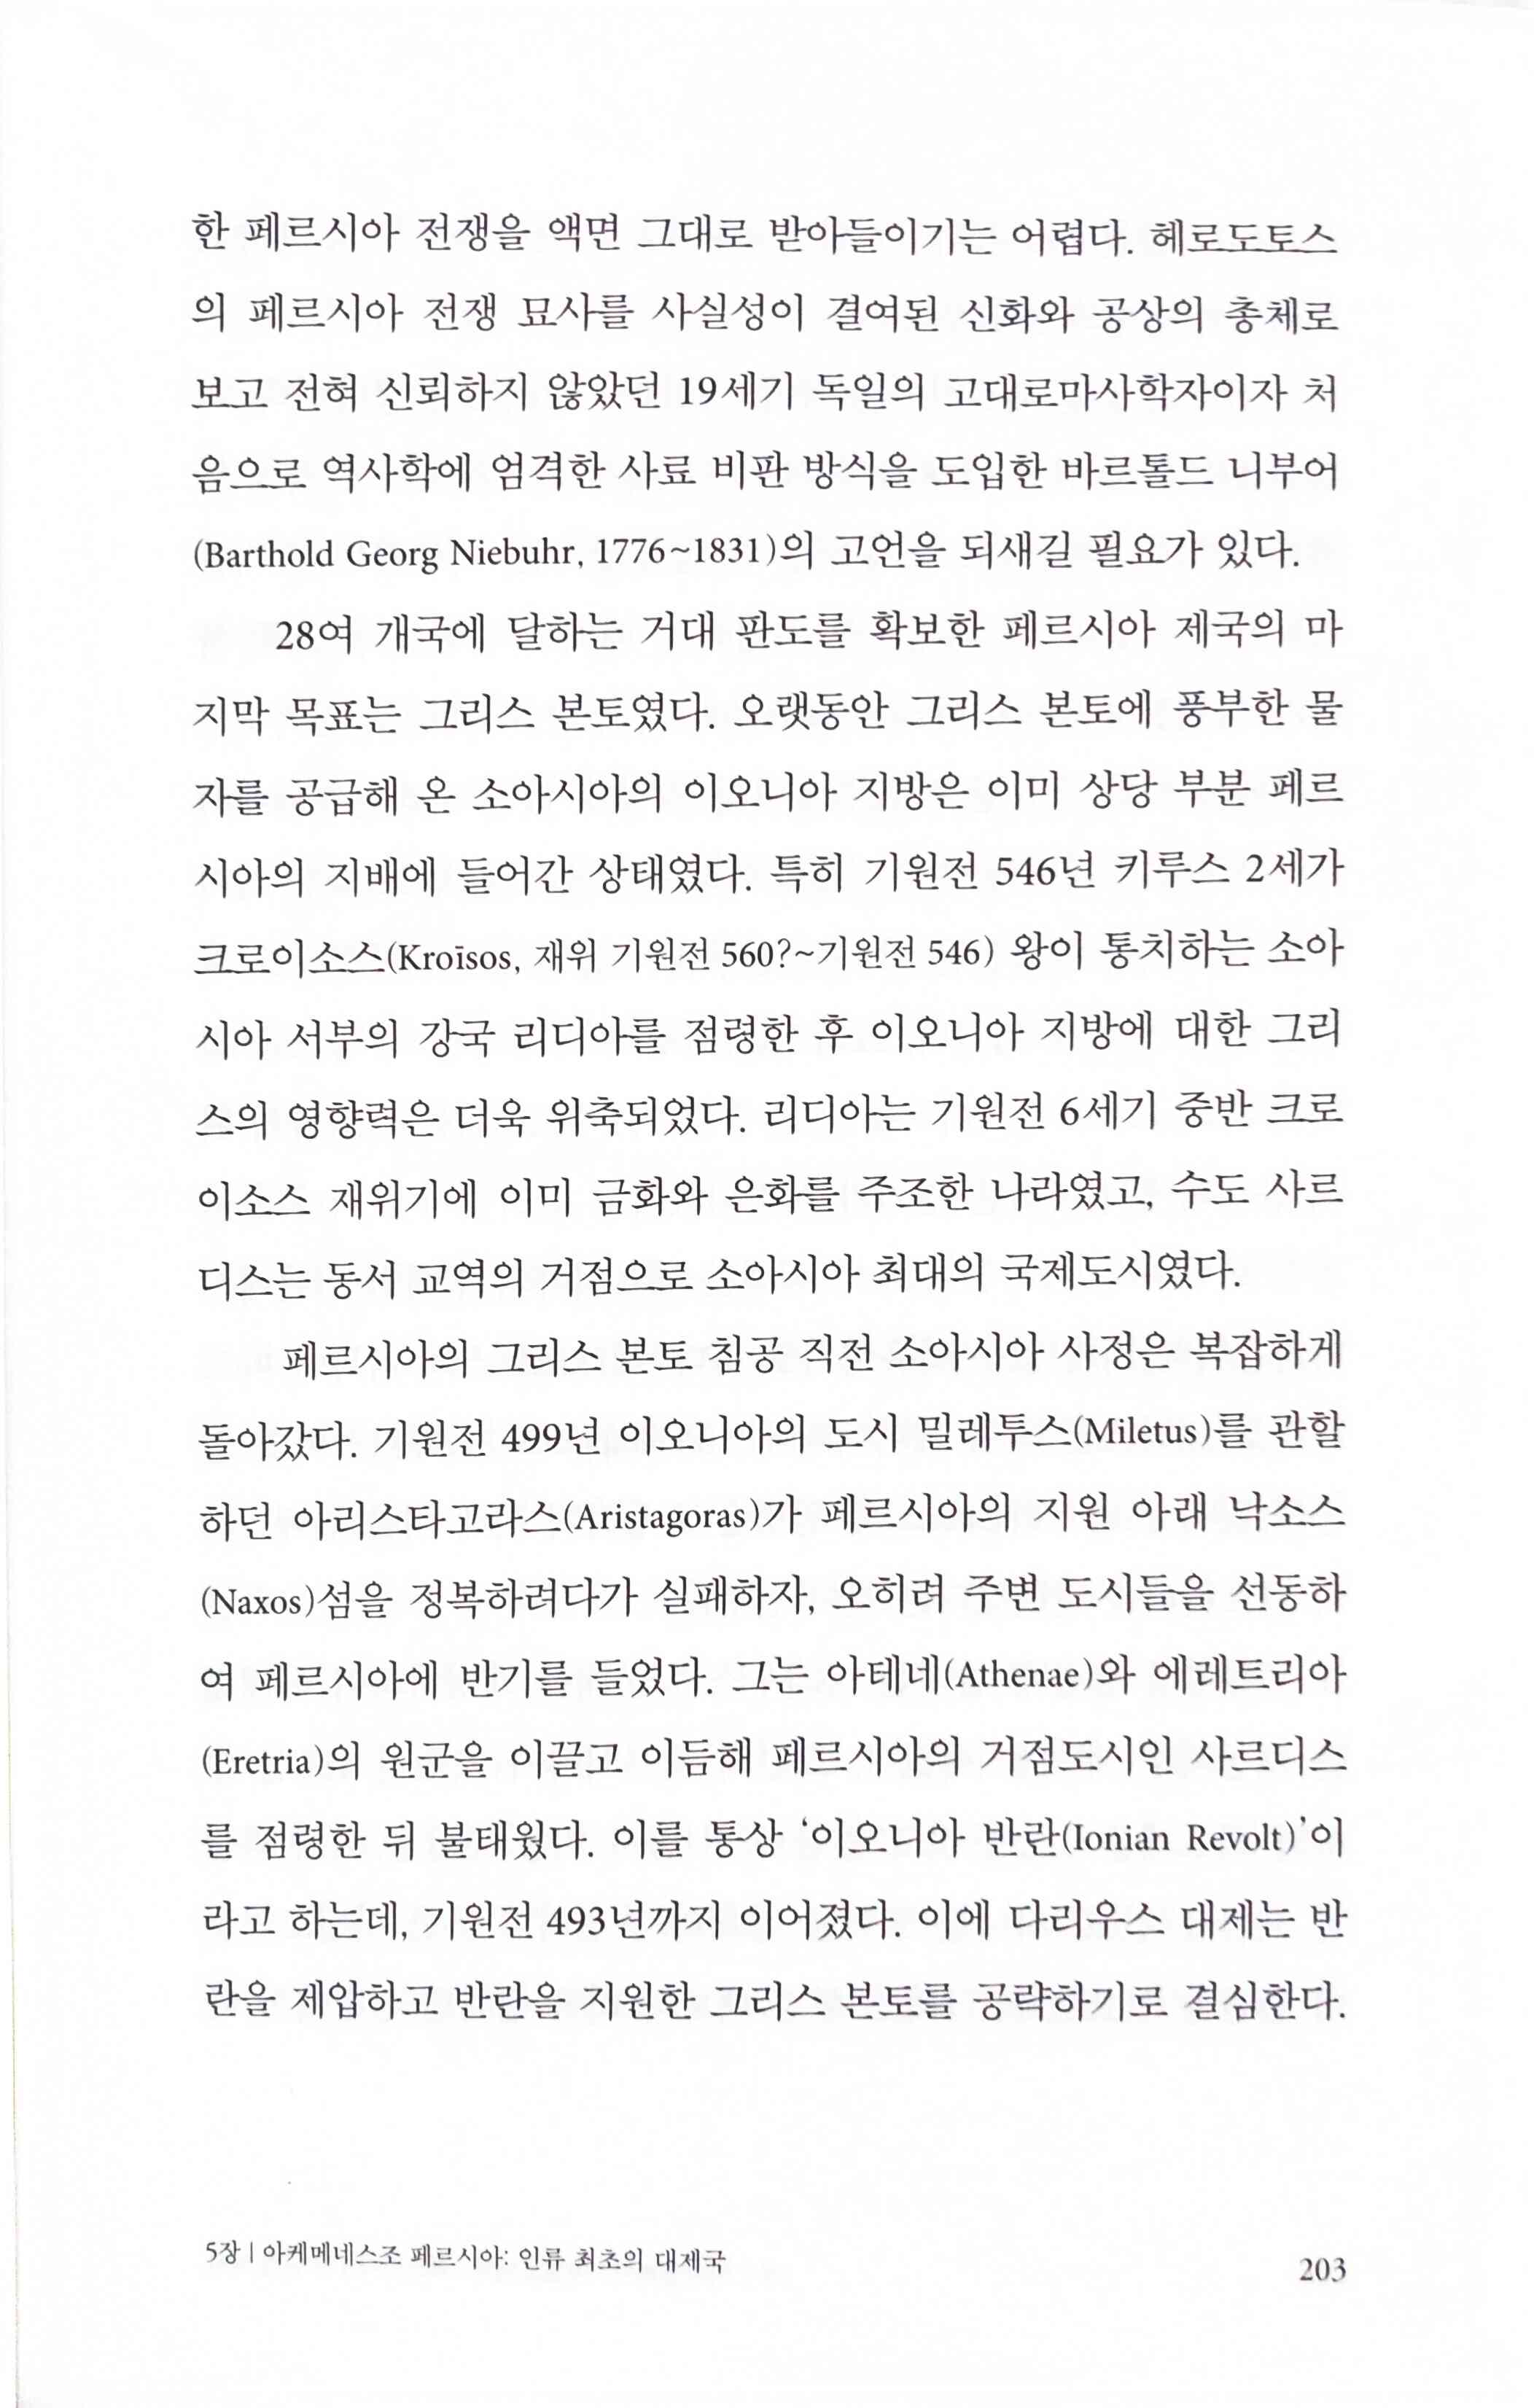 한 페르시아 전쟁을 액면 그대로 받아들이기는 어렵다. 헤로도토스
의 페르시아 전쟁 묘사를 사실성이 결여된 신화와 공상의 총체로
보고 전혀 신뢰하지 않았던 19세기 독일의 고대로마사학자이자 처
음으로 역사학에 엄격한 사료 비판 방식을 도입한 바르톨드 니부어
(Barthold Georg Niebuhr, 1776~1831)의 고언을 되새길 필요가 있다.
28여 개국에 달하는 거대 판도를 확보한 페르시아 제국의 마
지막 목표는 그리스 본토였다. 오랫동안 그리스 본토에 풍부한 물
자를 공급해 온 소아시아의 이오니아 지방은 이미 상당 부분 페르
시아의 지배에 들어간 상태였다. 특히 기원전 546년 키루스 2세가
크로이소스(Kroïsos, 재위 기원전 560?~기원전 546) 왕이 통치하는 소아
시아 서부의 강국 리디아를 점령한 후 이오니아 지방에 대한 그리
스의 영향력은 더욱 위축되었다. 리디아는 기원전 6세기 중반 크로
이소스 재위기에 이미 금화와 은화를 주조한 나라였고, 수도 사르
디스는 동서 교역의 거점으로 소아시아 최대의 국제도시였다.
페르시아의 그리스 본토 침공 직전 소아시아 사정은 복잡하게
돌아갔다. 기원전 499년 이오니아의 도시 밀레투스(Miletus)를 관할
하던 아리스타고라스(Aristagoras)가 페르시아의 지원 아래 낙소스
(Naxos)섬을 정복하려다가 실패하자, 오히려 주변 도시들을 선동하
여 페르시아에 반기를 들었다. 그는 아테네(Athenae)와 에레트리아
(Eretria)의 원군을 이끌고 이듬해 페르시아의 거점도시인 사르디스
를 점령한 뒤 불태웠다. 이를 통상 ‘이오니아 반란(Ionian Revolt)’이
라고 하는데, 기원전 493년까지 이어졌다. 이에 다리우스 대제는 반
란을 제압하고 반란을 지원한 그리스 본토를 공략하기로 결심한다.
5장 | 아케메네스조 페르시아: 인류 최초의 대제국
203